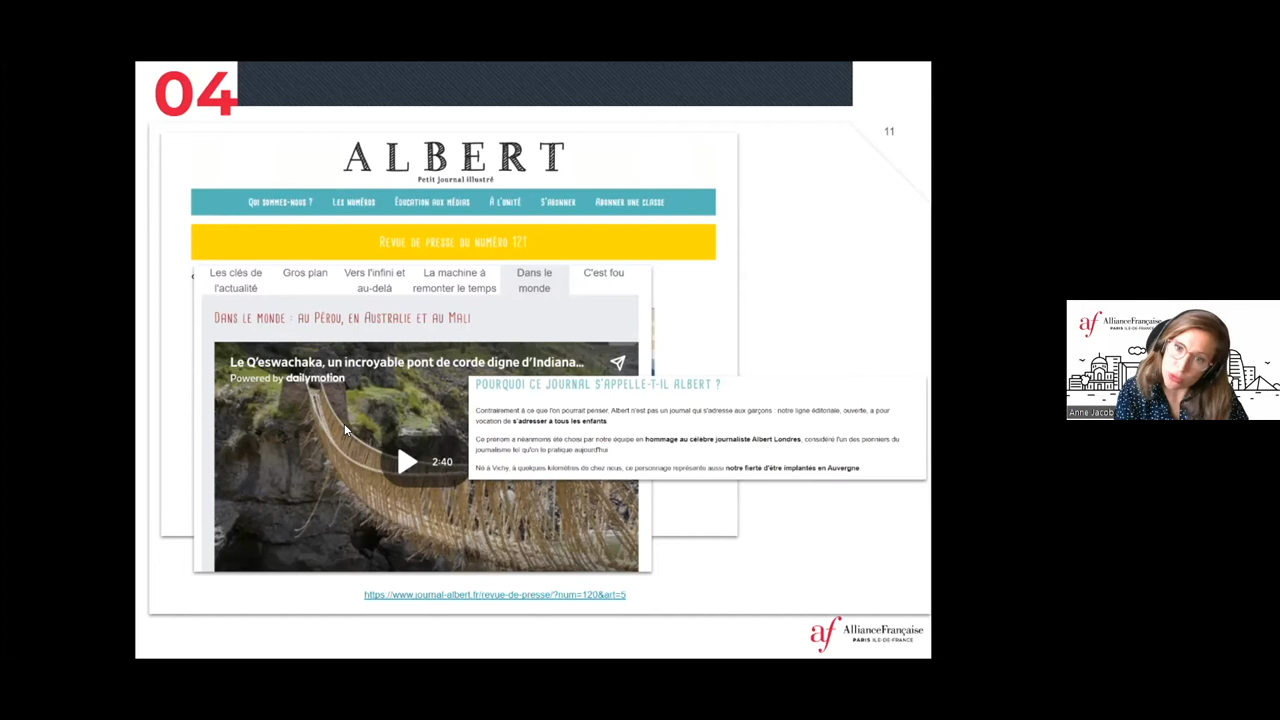 04
11
ALBERT
Petit journal illustré
Qui sommes-nous ? Les numéros Éducation aux médias À l'unité S'abonner Abonner une classe
Revue de presse du numéro 121
Les clés de l'actualité
Gros plan
Vers l'infini et au-delà
La machine à remonter le temps
Dans le monde
C'est fou
Dans le monde : au Pérou, en Australie et au Mali
Le Q'eswachaka, un incroyable pont de corde digne d'Indiana...
Powered by dailymotion
2:40
POURQUOI CE JOURNAL S'APPELLE-T-IL ALBERT ?
Contrairement à ce que l'on pourrait penser, Albert n'est pas un journal qui s'adresse aux garçons : notre ligne éditoriale, ouverte, a pour
vocation de s'adresser à tous les enfants
Ce prénom a néanmoins été choisi par notre équipe en hommage au célèbre journaliste Albert Londres, considéré l'un des pionniers du
journalisme tel qu'on le pratique aujourd'hui
Né à Vichy, à quelques kilomètres de chez nous, ce personnage représente aussi notre fierté d'être implantés en Auvergne
https://www.journal-albert.fr/revue-de-presse/?num=120&art=5
af AllianceFrançaise
PARIS ILE-DE-FRANCE
af AllianceFrançaise
PARIS ILE-DE-FRANCE
Anne Jacob